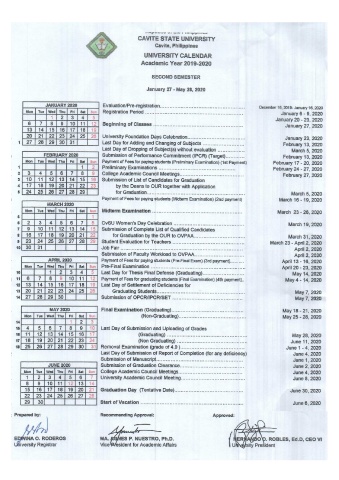 CAVITE STATE UNIVERSITY
Cavite, Philippines
UNIVERSITY CALENDAR
Academic Year 2019-2020
SECOND SEMESTER
January 27 - May 28, 2020
JANUARY 2020
Mon Tue Wed Thu Fri Sat Sun
1 2 3 4 5
6 7 8 9 10 11 12
13 14 15 16 17 18 19
20 21 22 23 24 25 26
1 27 28 29 30 31
FEBRUARY 2020
Mon Tue Wed Thu Fri Sat Sun
1 2
3 4 5 6 7 8 9
10 11 12 13 14 15 16
17 18 19 20 21 22 23
24 25 26 27 28 29
MARCH 2020
Mon Tue Wed Thu Fri Sat Sun
1
2 3 4 5 6 7 8
9 10 11 12 13 14 15
16 17 18 19 20 21 22
23 24 25 26 27 28 29
30 31
APRIL 2020
Mon Tue Wed Thu Fri Sat Sun
1 2 3 4 5
6 7 8 9 10 11 12
13 14 15 16 17 18 19
20 21 22 23 24 25 26
27 28 29 30
MAY 2020
Mon Tue Wed Thu Fri Sat Sun
1 2 3
4 5 6 7 8 9 10
11 12 13 14 15 16 17
18 19 20 21 22 23 24
25 26 27 28 29 30 31
JUNE 2020
Mon Tue Wed Thu Fri Sat Sun
1 2 3 4 5 6 7
8 9 10 11 12 13 14
15 16 17 18 19 20 21
22 23 24 25 26 27 28
29 30
Evaluation/Pre-registration December 16, 2019- January 16, 2020
Registration Period January 6 - 8, 2020
January 20 - 23, 2020
Beginning of Classes January 27, 2020
University Foundation Days Celebration January 23, 2020
Last Day for Adding and Changing of Subjects February 13, 2020
Last Day of Dropping of Subject(s) without evaluation March 5, 2020
Submission of Performance Commitment (IPCR) (Target) February 13, 2020
Payment of Fees for paying students (Preliminary Examination) (1st Payment) February 17 - 20, 2020
Preliminary Examinations February 24 - 27, 2020
College Academic Council Meetings February 27, 2020
Submission of List of Candidates for Graduation
by the Deans to OUR together with Application
for Graduation March 5, 2020
Payment of Fees for paying students (Midterm Examination) (2nd payment) March 16 - 19, 2020
Midterm Examination March 23 - 26, 2020
CvSU Women's Day Celebration March 19, 2020
Submission of Complete List of Qualified Candidates
for Graduation by the OUR to OVPAA March 31, 2020
Student Evaluation for Teachers March 23 - April 2, 2020
Job Fair April 2, 2020
Submission of Faculty Workload to OVPAA April 2, 2020
Payment of Fees for paying students (Pre-Final Exam) (3rd payment) April 13 - 16, 2020
Pre-Final Examination April 20 - 23, 2020
Last Day for Thesis Final Defense (Graduating) May 14, 2020
Payment of Fees for graduating students (Final Examination) (4th payment) May 4 - 14, 2020
Last Day of Settlement of Deficiencies for
Graduating Students May 7, 2020
Submission of OPCR/IPCR/SET May 7, 2020
Final Examination (Graduating) May 18 - 21, 2020
(Non-Graduating) May 25 - 28, 2020
Last Day of Submission and Uploading of Grades
(Graduating) May 28, 2020
(Non-Graduating) June 11, 2020
Removal Examination (grade of 4.0 ) June 1 - 4, 2020
Last Day of Submission of Report of Completion (for any deficiency) June 4, 2020
Submission of Manuscript June 1, 2020
Submission of Graduation Clearance June 2, 2020
College Academic Council Meetings June 4, 2020
University Academic Council Meeting June 8, 2020
Graduation Day (Tentative Date) June 30, 2020
Start of Vacation June 6, 2020
Prepared by: Recommending Approval: Approved:
EDWINA O. RODEROS MA. AGNES P. NUESTRO, Ph.D. HERNANDO D. ROBLES, Ed.D, CEO VI
University Registrar Vice President for Academic Affairs University President